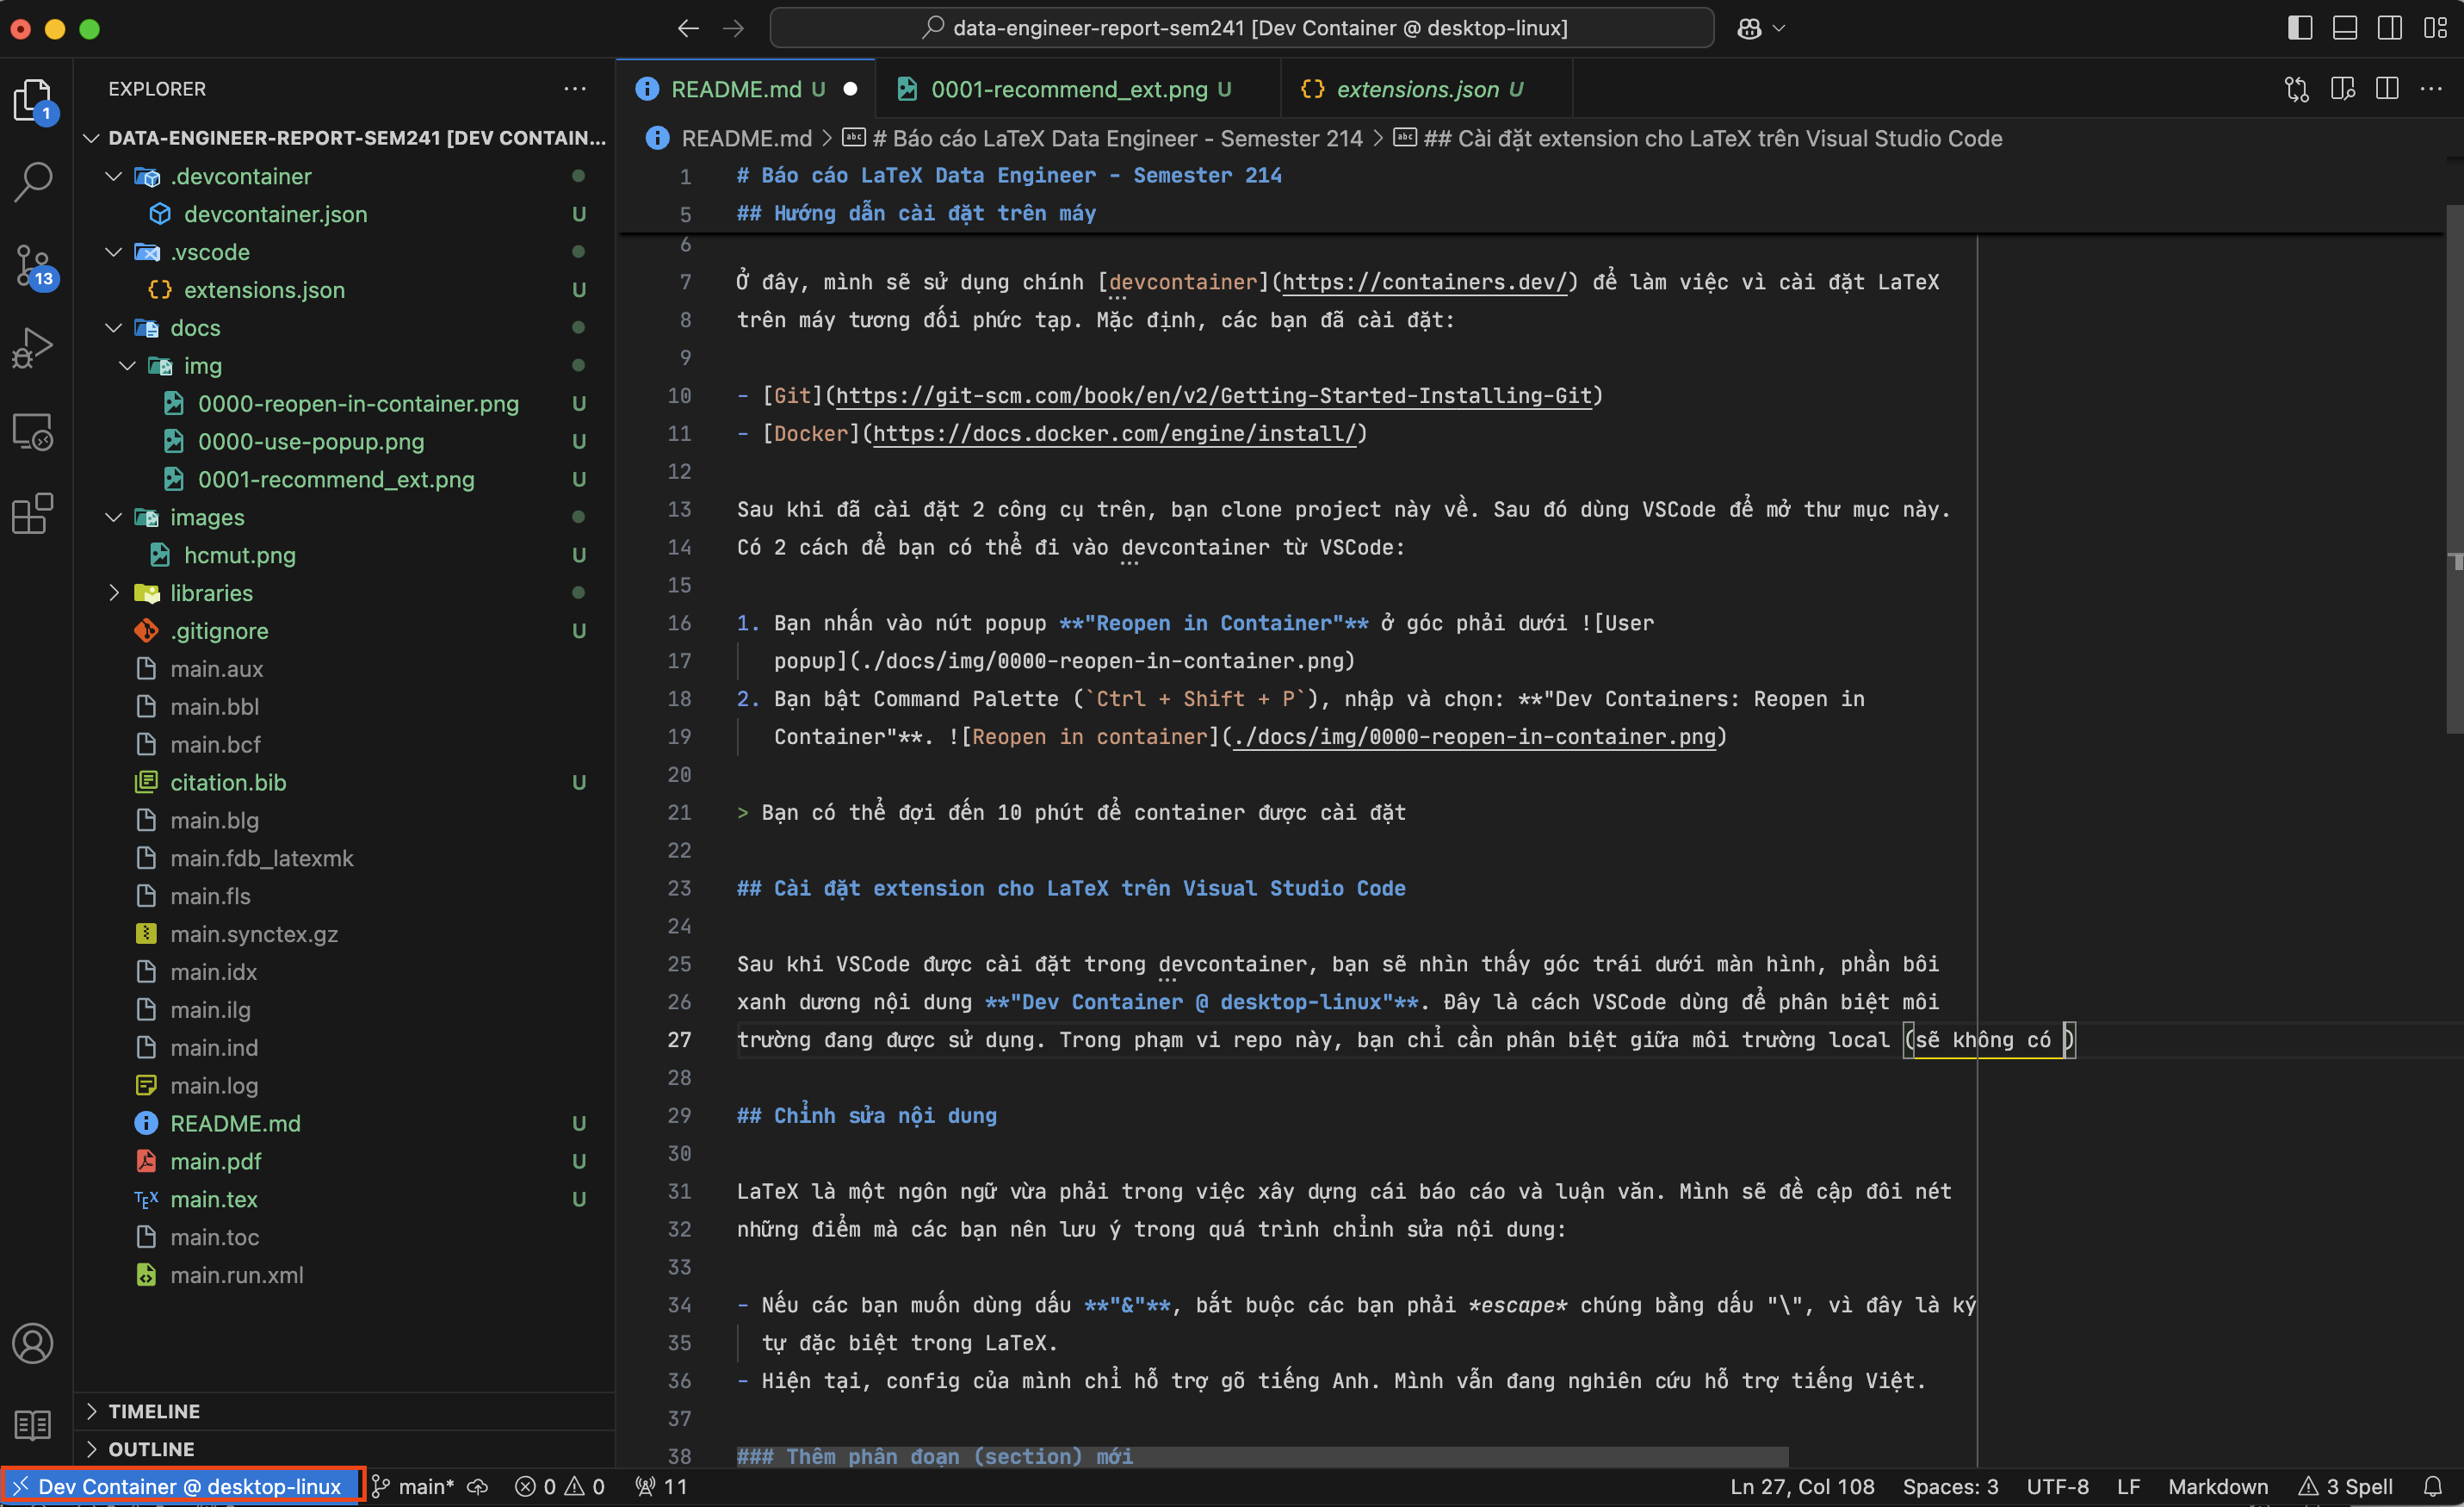 data-engineer-report-sem241 [Dev Container @ desktop-linux]
EXPLORER
DATA-ENGINEER-REPORT-SEM241 [DEV CONTAIN...
.devcontainer
devcontainer.json U
.vscode
extensions.json U
docs
img
0000-reopen-in-container.png U
0000-use-popup.png U
0001-recommend_ext.png U
images
hcmut.png U
libraries
.gitignore U
main.aux
main.bbl
main.bcf
citation.bib U
main.blg
main.fdb_latexmk
main.fls
main.synctex.gz
main.idx
main.ilg
main.ind
main.log
README.md U
main.pdf U
main.tex U
main.toc
main.run.xml
TIMELINE
OUTLINE
1
13
README.md U
0001-recommend_ext.png U
extensions.json U
README.md > # Báo cáo LaTeX Data Engineer - Semester 214 > ## Cài đặt extension cho LaTeX trên Visual Studio Code
1 # Báo cáo LaTeX Data Engineer - Semester 214
5 ## Hướng dẫn cài đặt trên máy
6
7 Ở đây, mình sẽ sử dụng chính [devcontainer](https://containers.dev/) để làm việc vì cài đặt LaTeX
8 trên máy tương đối phức tạp. Mặc định, các bạn đã cài đặt:
9
10 - [Git](https://git-scm.com/book/en/v2/Getting-Started-Installing-Git)
11 - [Docker](https://docs.docker.com/engine/install/)
12
13 Sau khi đã cài đặt 2 công cụ trên, bạn clone project này về. Sau đó dùng VSCode để mở thư mục này.
14 Có 2 cách để bạn có thể đi vào devcontainer từ VSCode:
15
16 1. Bạn nhấn vào nút popup **"Reopen in Container"** ở góc phải dưới ![User
17 popup](./docs/img/0000-reopen-in-container.png)
18 2. Bạn bật Command Palette (`Ctrl + Shift + P`), nhập và chọn: **"Dev Containers: Reopen in
19 Container"**. ![Reopen in container](./docs/img/0000-reopen-in-container.png)
20
21 > Bạn có thể đợi đến 10 phút để container được cài đặt
22
23 ## Cài đặt extension cho LaTeX trên Visual Studio Code
24
25 Sau khi VSCode được cài đặt trong devcontainer, bạn sẽ nhìn thấy góc trái dưới màn hình, phần bôi
26 xanh dương nội dung **"Dev Container @ desktop-linux"**. Đây là cách VSCode dùng để phân biệt môi
27 trường đang được sử dụng. Trong phạm vi repo này, bạn chỉ cần phân biệt giữa môi trường local (sẽ không có )
28
29 ## Chỉnh sửa nội dung
30
31 LaTeX là một ngôn ngữ vừa phải trong việc xây dựng cái báo cáo và luận văn. Mình sẽ đề cập đôi nét
32 những điểm mà các bạn nên lưu ý trong quá trình chỉnh sửa nội dung:
33
34 - Nếu các bạn muốn dùng dấu **"&"**, bắt buộc các bạn phải *escape* chúng bằng dấu "\", vì đây là ký
35 tự đặc biệt trong LaTeX.
36 - Hiện tại, config của mình chỉ hỗ trợ gõ tiếng Anh. Mình vẫn đang nghiên cứu hỗ trợ tiếng Việt.
37
38 ### Thêm phân đoạn (section) mới
Dev Container @ desktop-linux main* 0 0 11 Ln 27, Col 108 Spaces: 3 UTF-8 LF Markdown 3 Spell